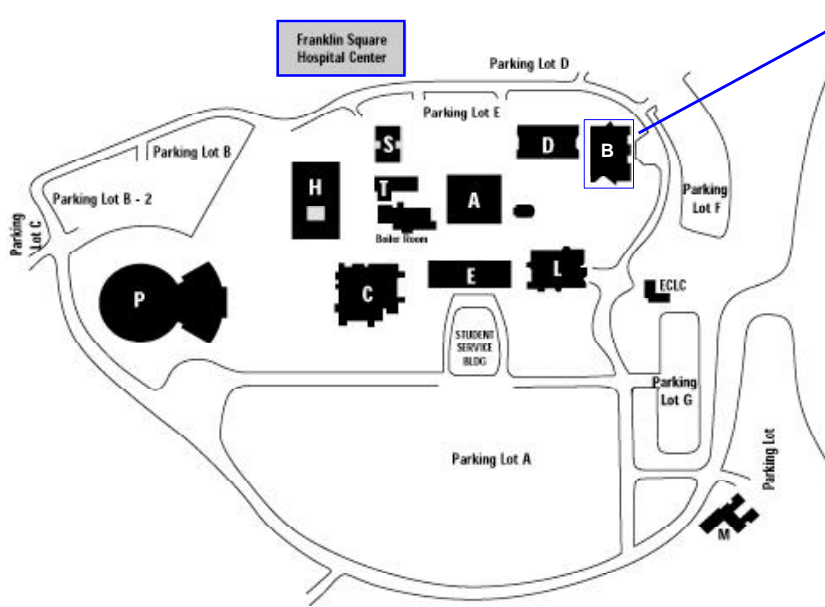 Franklin Square
Hospital Center
Parking Lot D
Parking Lot E
S
D
B
Parking Lot B
H
T
A
Parking Lot B - 2
Parking
Lot F
Parking
Lot C
Boiler Room
P
C
E
L
ECLC
STUDENT
SERVICE
BLDG
Parking
Lot G
Parking Lot A
Parking Lot
M